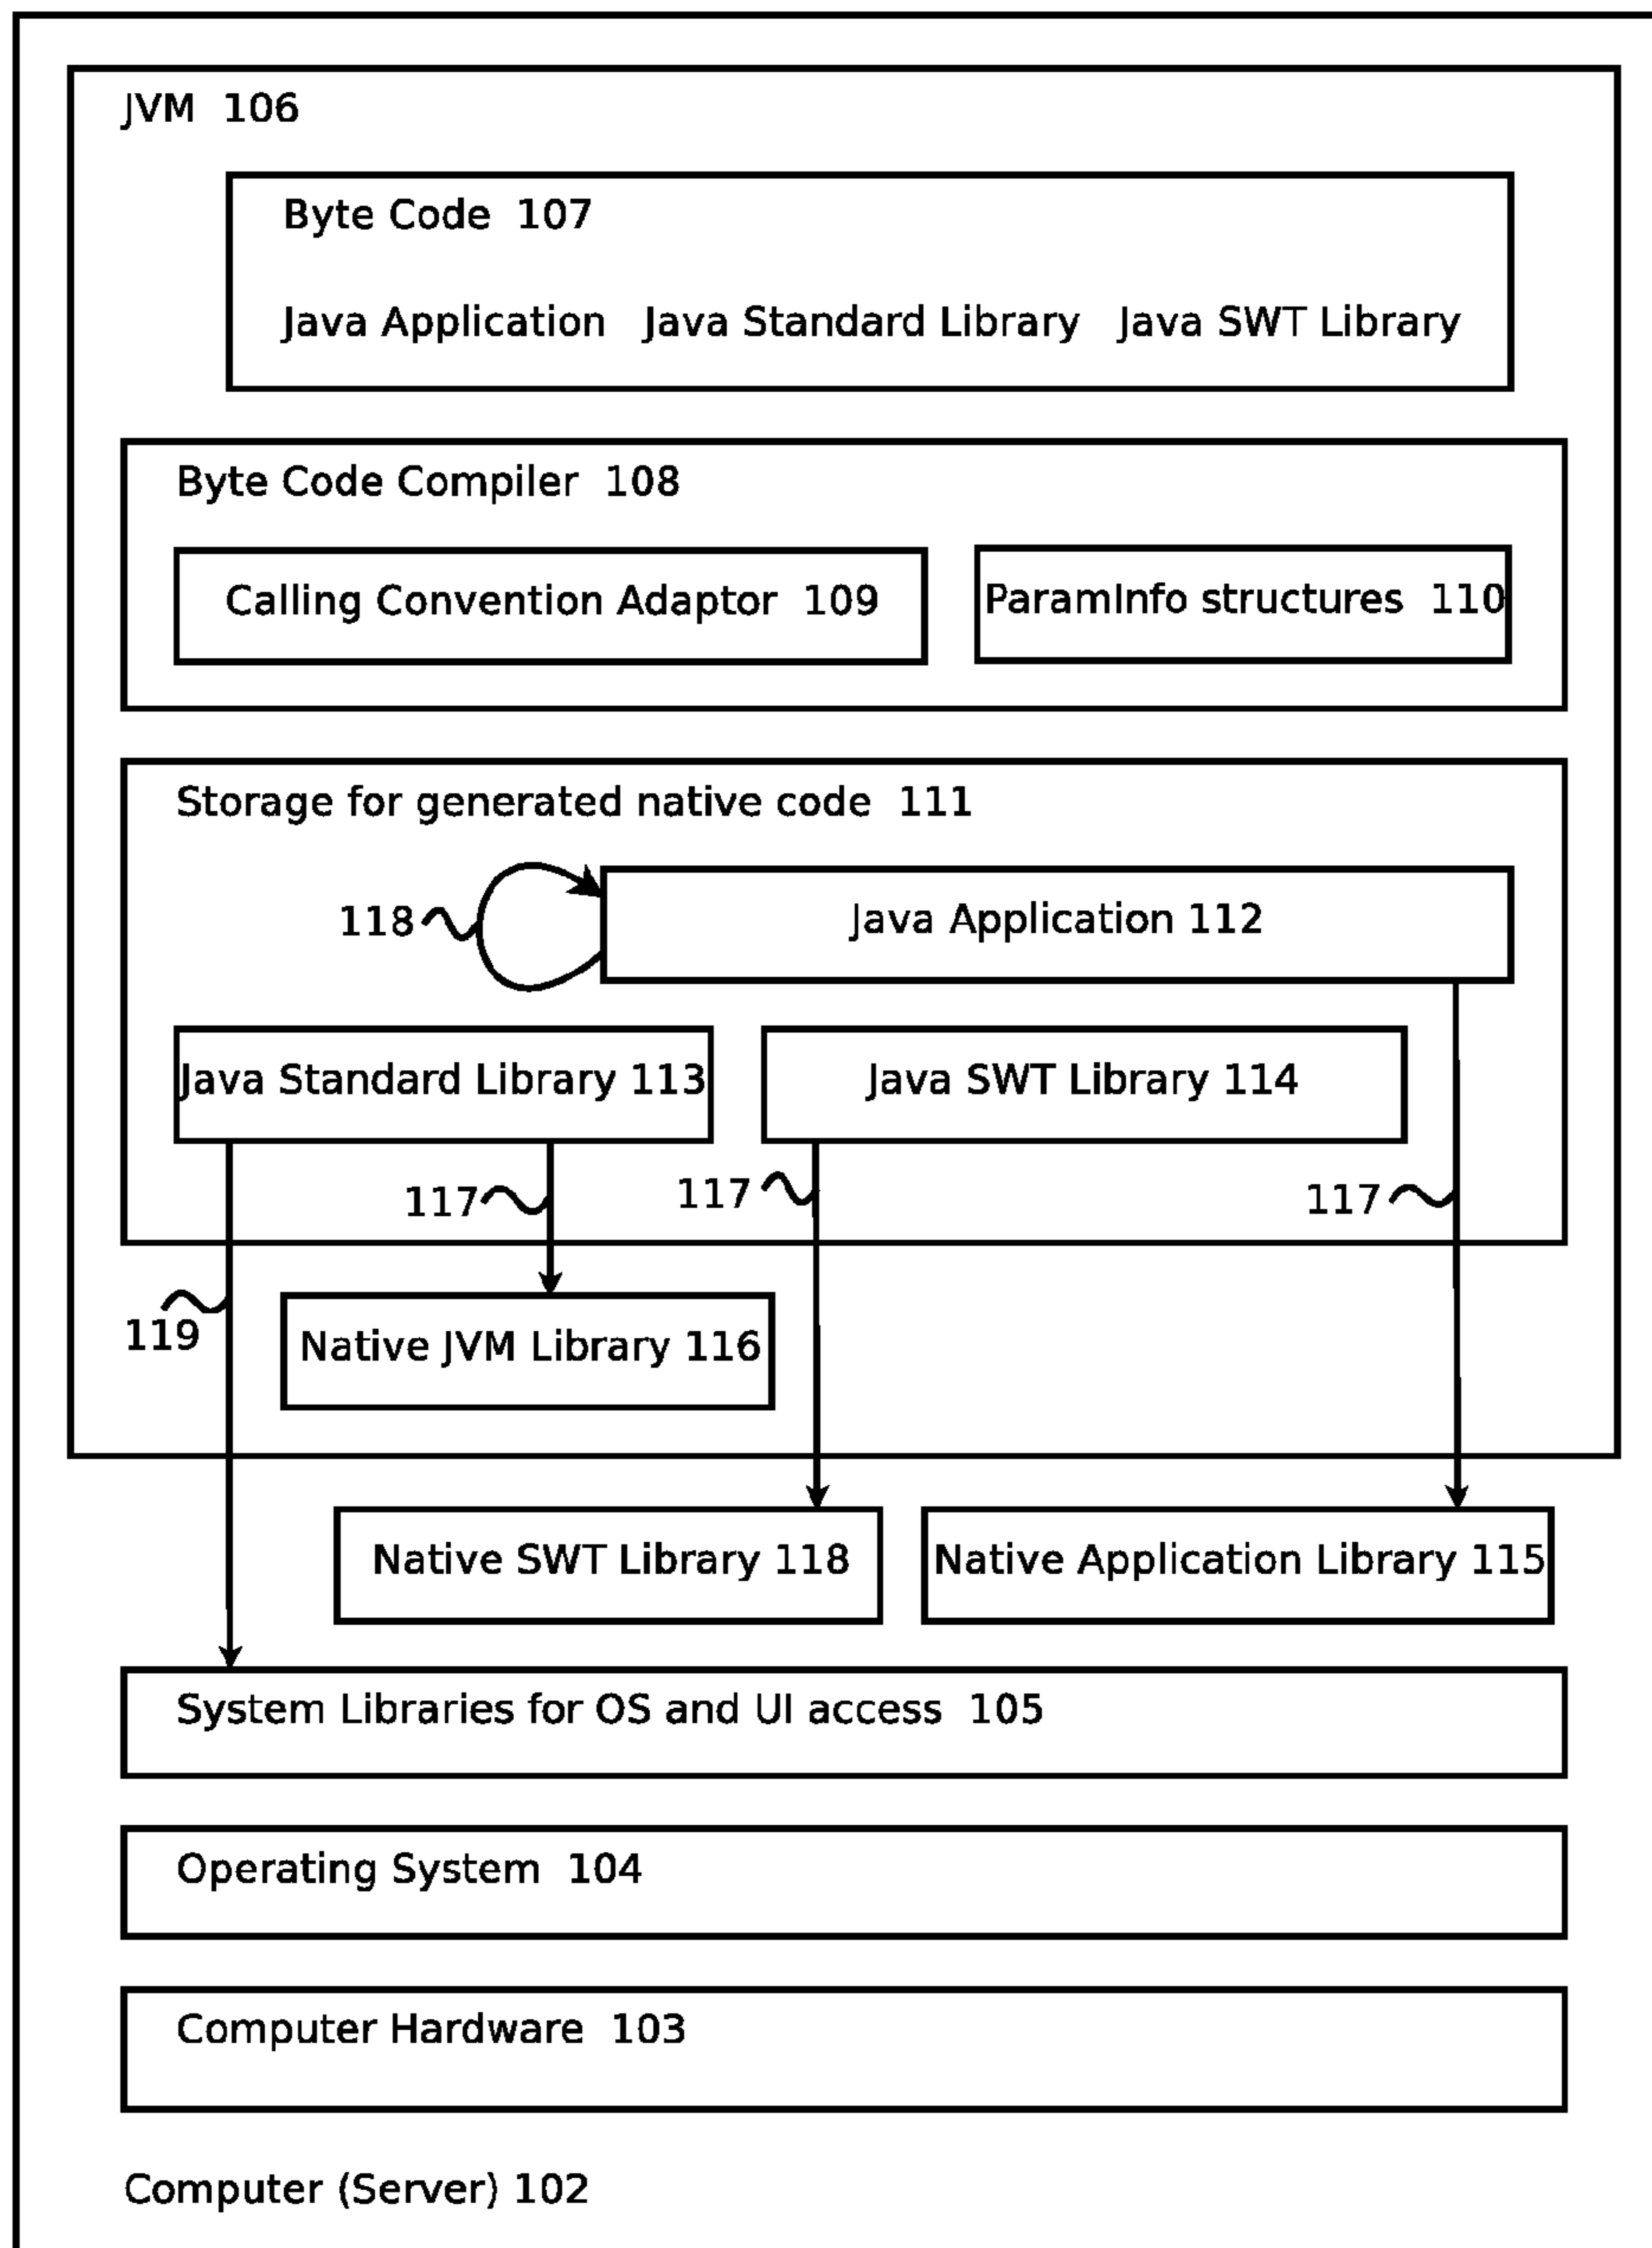 JVM 106
Byte Code 107
Java Application Java Standard Library Java SWT Library
Byte Code Compiler 108
Calling Convention Adaptor 109
ParamInfo structures 110
Storage for generated native code 111
118
Java Application 112
Java Standard Library 113
Java SWT Library 114
117
117
117
119
Native JVM Library 116
Native SWT Library 118
Native Application Library 115
System Libraries for OS and UI access 105
Operating System 104
Computer Hardware 103
Computer (Server) 102